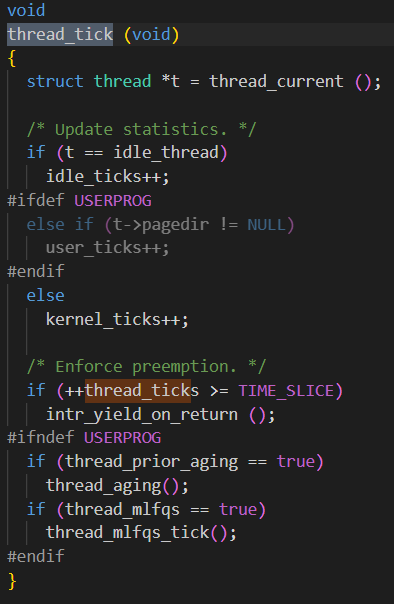 void
thread_tick (void)
{
  struct thread *t = thread_current ();

  /* Update statistics. */
  if (t == idle_thread)
    idle_ticks++;
#ifdef USERPROG
  else if (t->pagedir != NULL)
    user_ticks++;
#endif
  else
    kernel_ticks++;

  /* Enforce preemption. */
  if (++thread_ticks >= TIME_SLICE)
    intr_yield_on_return ();
#ifndef USERPROG
  if (thread_prior_aging == true)
    thread_aging();
  if (thread_mlfqs == true)
    thread_mlfqs_tick();
#endif
}